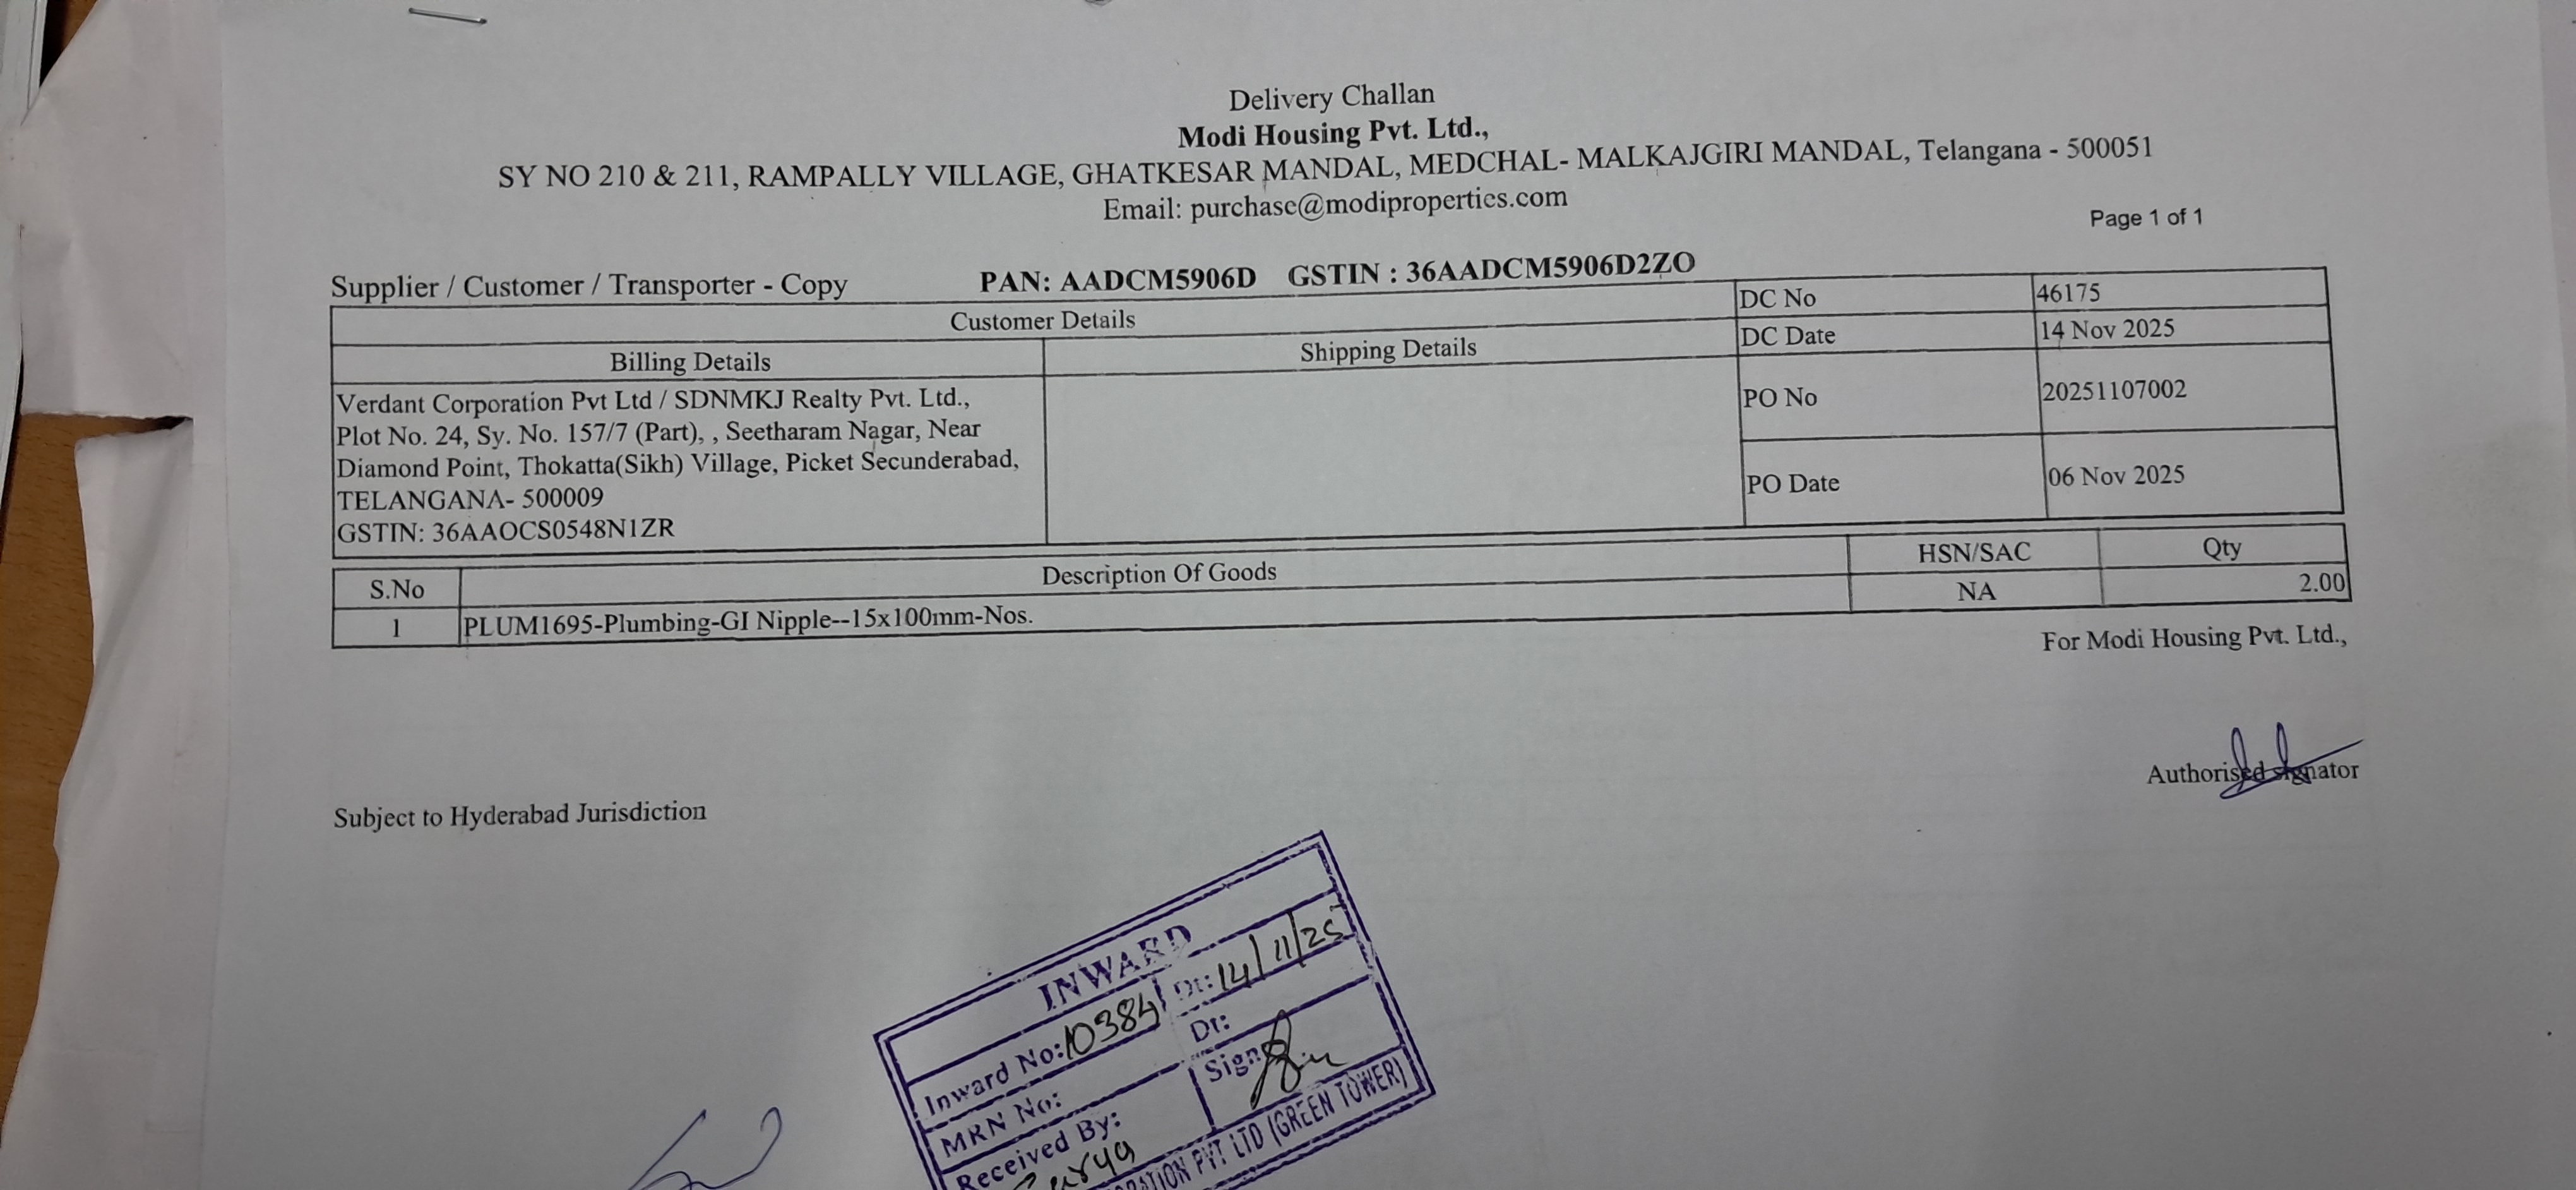 Delivery Challan
Modi Housing Pvt. Ltd.,
SY NO 210 & 211, RAMPALLY VILLAGE, GHATKESAR MANDAL, MEDCHAL- MALKAJGIRI MANDAL, Telangana - 500051
Email: purchase@modiproperties.com
Page 1 of 1
Supplier / Customer / Transporter - Copy PAN: AADCM5906D GSTIN : 36AADCM5906D2ZO
Customer Details
DC No 46175
DC Date 14 Nov 2025
Billing Details Shipping Details
PO No 20251107002
PO Date 06 Nov 2025
Verdant Corporation Pvt Ltd / SDNMKJ Realty Pvt. Ltd.,
Plot No. 24, Sy. No. 157/7 (Part), , Seetharam Nagar, Near
Diamond Point, Thokatta(Sikh) Village, Picket Secunderabad,
TELANGANA- 500009
GSTIN: 36AAOCS0548N1ZR
S.No Description Of Goods HSN/SAC Qty
1 PLUM1695-Plumbing-GI Nipple--15x100mm-Nos. NA 2.00
For Modi Housing Pvt. Ltd.,
Authorised signator
Subject to Hyderabad Jurisdiction
INWARD
Inward No: 10384 Dt: 14/11/25
MRN No: Dt:
Received By: Sign
PVT LTD (GREEN TOWER)